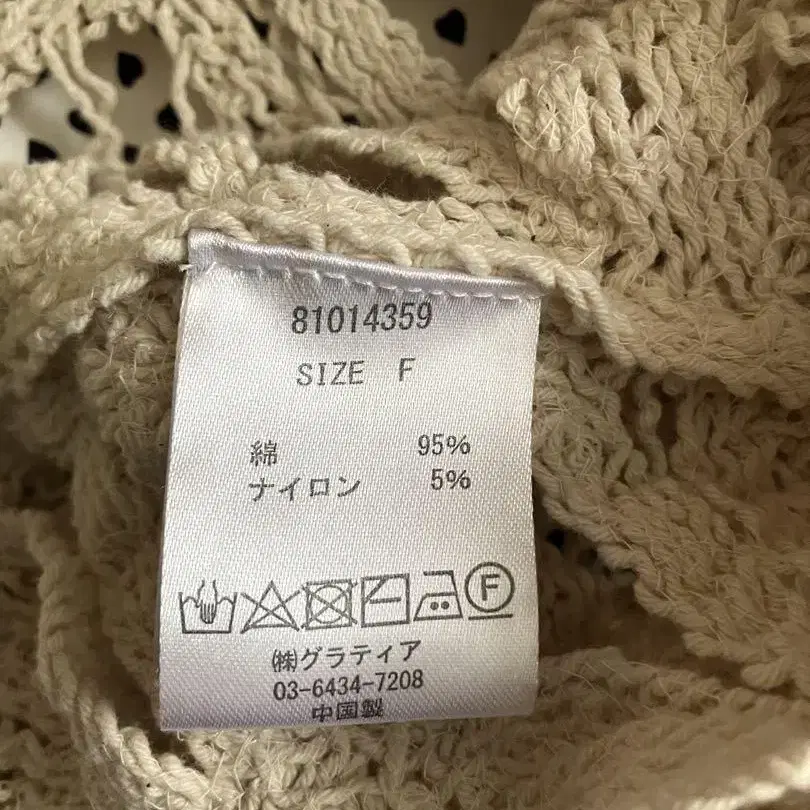 81014359
SIZE F
綿 95%
ナイロン 5%
F
㈱グラティア
03-6434-7208
中国製